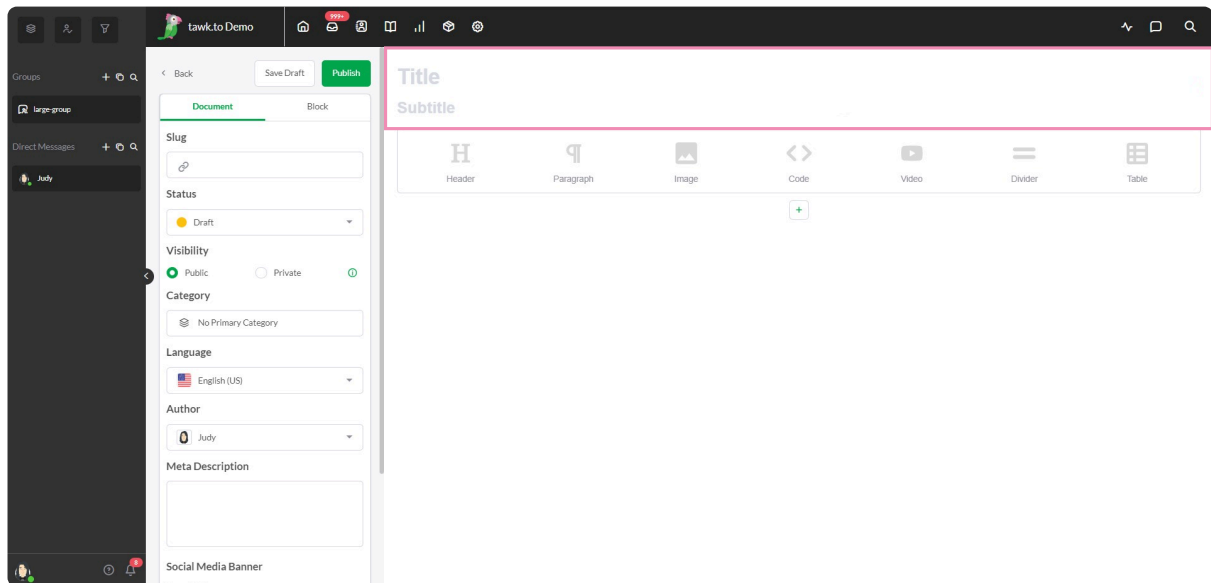 tawk.to Demo
999+
Groups
large-group
Direct Messages
Judy
Back
Save Draft
Publish
Document
Block
Slug
Status
Draft
Visibility
Public
Private
Category
No Primary Category
Language
English (US)
Author
Judy
Meta Description
Social Media Banner
Title
Subtitle
Header
Paragraph
Image
Code
Video
Divider
Table